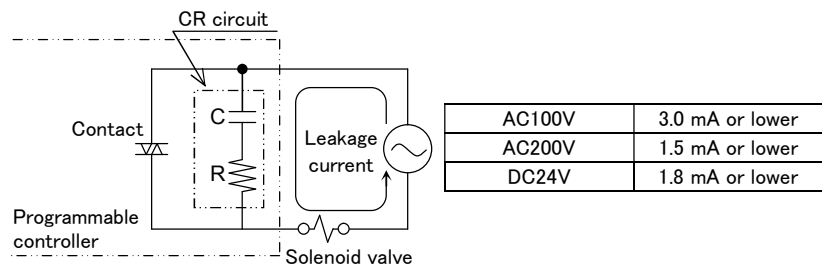 CR circuit
Contact
C
R
Leakage
current
Programmable
controller
Solenoid valve
AC100V 3.0 mA or lower
AC200V 1.5 mA or lower
DC24V 1.8 mA or lower